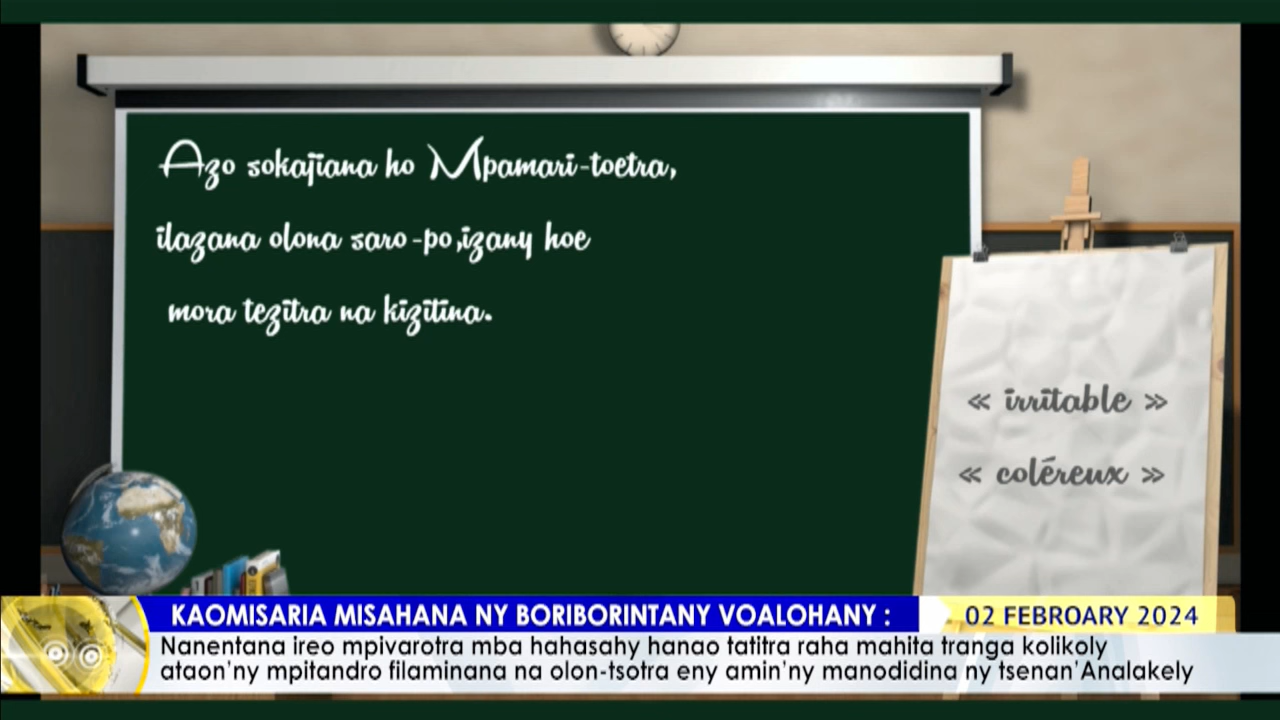 Azo sokajiana ho Mpamari-toetra,
ilazana olona saro-po,izany hoe
mora tezitra na kizitina.
« irritable »
« coléreux »
KAOMISARIA MISAHANA NY BORIBORINTANY VOALOHANY :
02 FEBROARY 2024
Nanentana ireo mpivarotra mba hahasahy hanao tatitra raha mahita tranga kolikoly
ataon'ny mpitandro filaminana na olon-tsotra eny amin'ny manodidina ny tsenan'Analakely